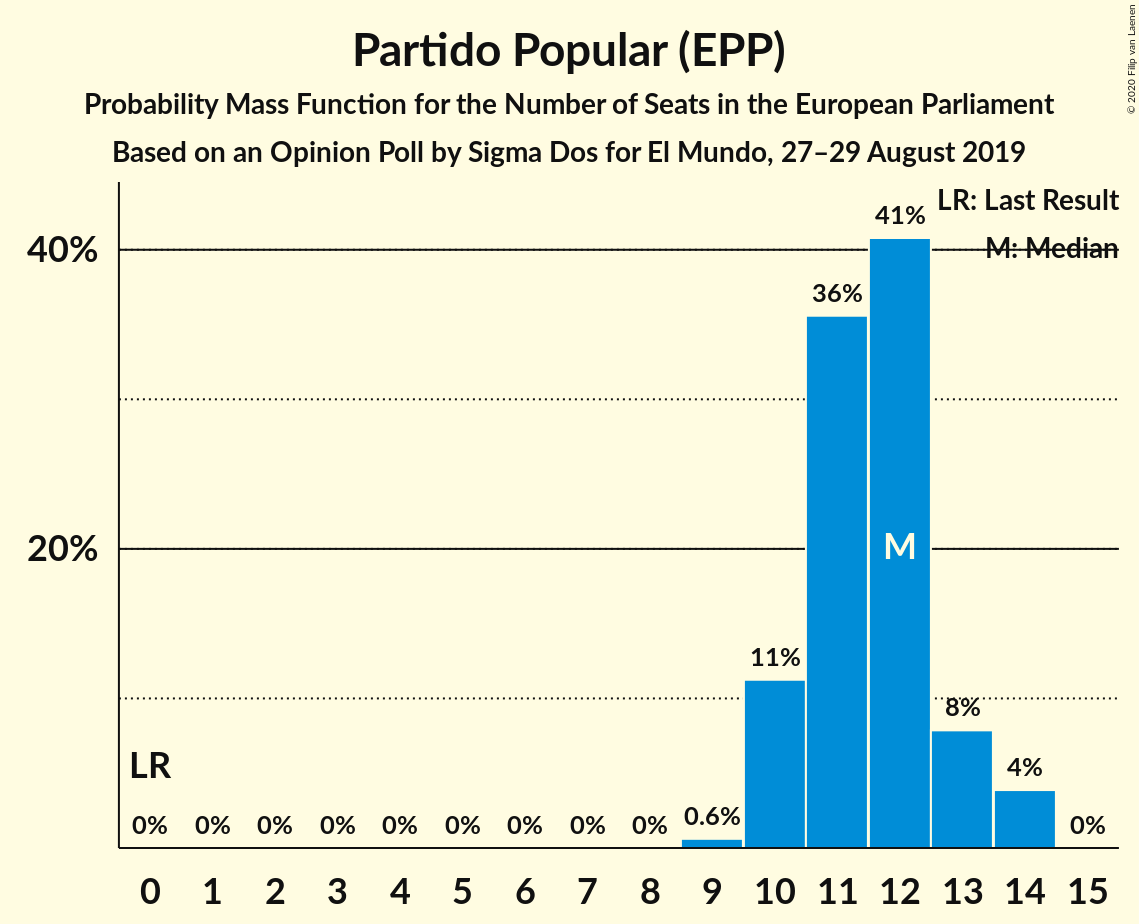 Partido Popular (EPP)
Probability Mass Function for the Number of Seats in the European Parliament
Based on an Opinion Poll by Sigma Dos for El Mundo, 27–29 August 2019
© 2020 Filip van Laenen
LR: Last Result
M: Median
40%
20%
41%
36%
M
11%
8%
4%
LR
0% 0% 0% 0% 0% 0% 0% 0% 0% 0.6% 0%
0 1 2 3 4 5 6 7 8 9 10 11 12 13 14 15